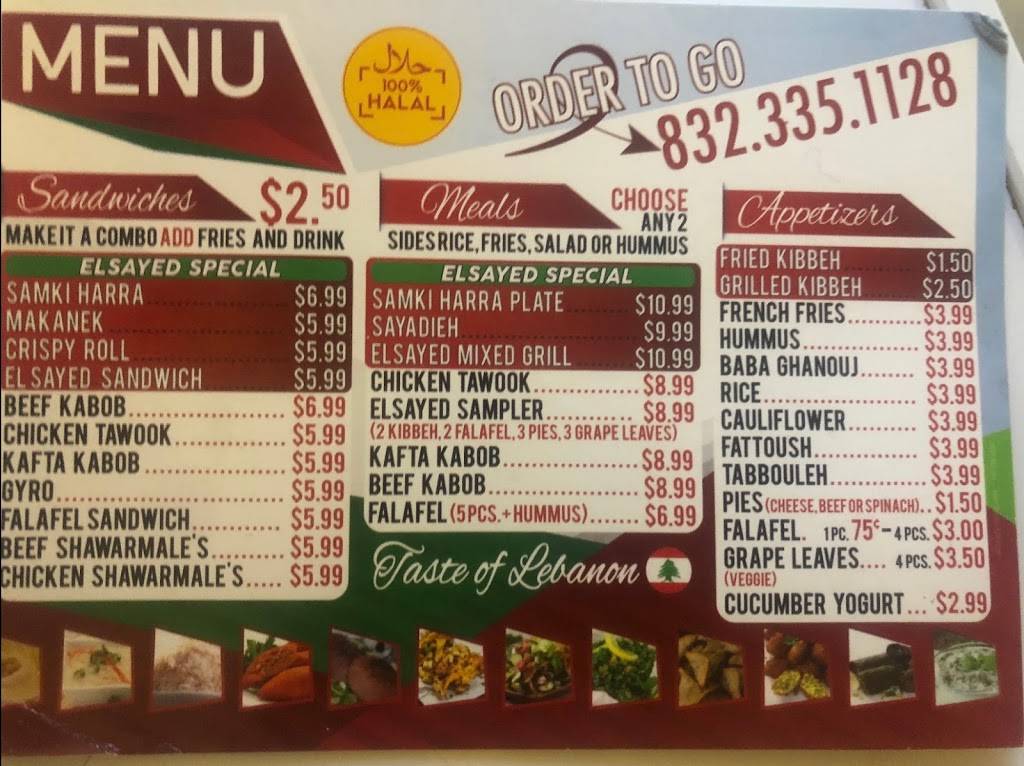 MENU
حلال
100%
HALAL
ORDER TO GO
832.335.1128
Sandwiches $2.50
MAKE IT A COMBO ADD FRIES AND DRINK
ELSAYED SPECIAL
SAMKI HARRA $6.99
MAKANEK $5.99
CRISPY ROLL $5.99
EL SAYED SANDWICH $5.99
BEEF KABOB $6.99
CHICKEN TAWOOK $5.99
KAFTA KABOB $5.99
GYRO $5.99
FALAFEL SANDWICH $5.99
BEEF SHAWARMALE'S $5.99
CHICKEN SHAWARMALE'S $5.99
Meals CHOOSE
ANY 2
SIDES RICE, FRIES, SALAD OR HUMMUS
ELSAYED SPECIAL
SAMKI HARRA PLATE $10.99
SAYADIEH $9.99
ELSAYED MIXED GRILL $10.99
CHICKEN TAWOOK $8.99
ELSAYED SAMPLER $8.99
(2 KIBBEH, 2 FALAFEL, 3 PIES, 3 GRAPE LEAVES)
KAFTA KABOB $8.99
BEEF KABOB $8.99
FALAFEL (5PCS.+HUMMUS) $6.99
Taste of Lebanon
Appetizers
FRIED KIBBEH $1.50
GRILLED KIBBEH $2.50
FRENCH FRIES $3.99
HUMMUS $3.99
BABA GHANOUJ $3.99
RICE $3.99
CAULIFLOWER $3.99
FATTOUSH $3.99
TABBOULEH $3.99
PIES (CHEESE, BEEF OR SPINACH) $1.50
FALAFEL. 1PC. 75¢ - 4 PCS. $3.00
GRAPE LEAVES.... 4 PCS. $3.50
(VEGGIE)
CUCUMBER YOGURT... $2.99